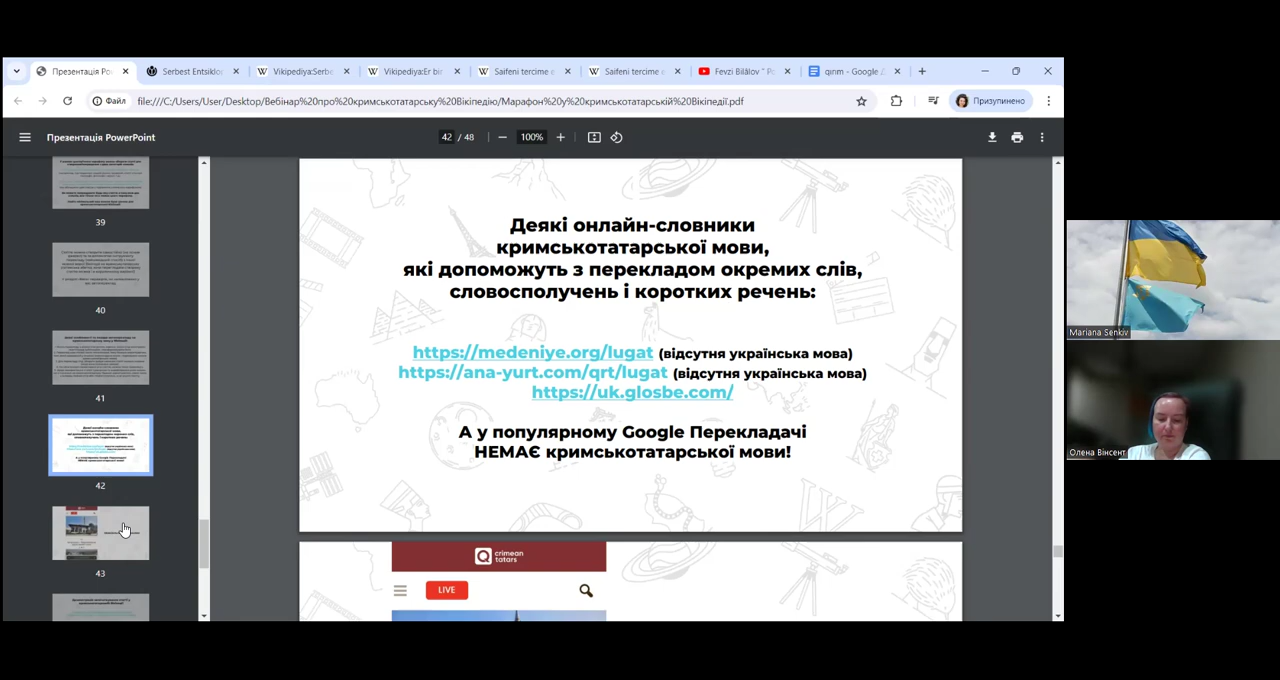 Презентація Po
Serbest Entsiklo
Vikipediya:Serbe
Vikipediya:Er bir
Saifeni tercime e
Saifeni tercime e
Fevzi Bilâlov " Po
qırım - Google Д
Файл
file:///C:/Users/User/Desktop/Вебінар%20про%20кримськотатарську%20Вікіпедію/Марафон%20у%20кримськотатарській%20Вікіпедії.pdf
Призупинено
Презентація PowerPoint
42 / 48
100%
39
40
41
42
43
Деякі онлайн-словники
кримськотатарської мови,
які допоможуть з перекладом окремих слів,
словосполучень і коротких речень:
https://medeniye.org/lugat (відсутня українська мова)
https://ana-yurt.com/qrt/lugat (відсутня українська мова)
https://uk.glosbe.com/
А у популярному Google Перекладачі
НЕМАЄ кримськотатарської мови!
crimean
tatars
LIVE
Mariana Senkiv
Олена Вінсент